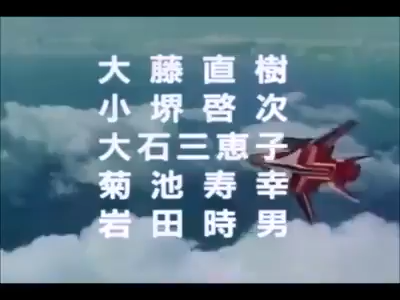 大藤直樹
小堺啓次
大石三恵子
菊池寿幸
岩田時男